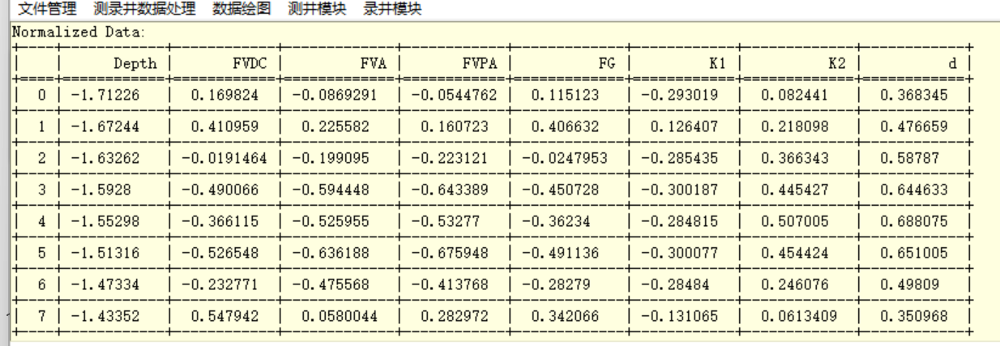 文件管理 测录井数据处理 数据绘图 测井模块 录井模块
Normalized Data:
+----+-----------+------------+------------+------------+------------+-----------+-----------+----------+
|    |     Depth |       FVDC |        FVA |       FVPA |         FG |        K1 |        K2 |        d |
+====+===========+============+============+============+============+===========+===========+==========+
|  0 |  -1.71226 |  0.169824  | -0.0869291 | -0.0544762 |  0.115123  | -0.293019 | 0.082441  | 0.368345 |
+----+-----------+------------+------------+------------+------------+-----------+-----------+----------+
|  1 |  -1.67244 |  0.410959  |  0.225582  |  0.160723  |  0.406632  |  0.126407 | 0.218098  | 0.476659 |
+----+-----------+------------+------------+------------+------------+-----------+-----------+----------+
|  2 |  -1.63262 | -0.0191464 | -0.199095  | -0.223121  | -0.0247953 | -0.285435 | 0.366343  | 0.58787  |
+----+-----------+------------+------------+------------+------------+-----------+-----------+----------+
|  3 |  -1.5928  | -0.490066  | -0.594448  | -0.643389  | -0.450728  | -0.300187 | 0.445427  | 0.644633 |
+----+-----------+------------+------------+------------+------------+-----------+-----------+----------+
|  4 |  -1.55298 | -0.366115  | -0.525955  | -0.53277   | -0.36234   | -0.284815 | 0.507005  | 0.688075 |
+----+-----------+------------+------------+------------+------------+-----------+-----------+----------+
|  5 |  -1.51316 | -0.526548  | -0.636188  | -0.675948  | -0.491136  | -0.300077 | 0.454424  | 0.651005 |
+----+-----------+------------+------------+------------+------------+-----------+-----------+----------+
|  6 |  -1.47334 | -0.232771  | -0.475568  | -0.413768  | -0.28279   | -0.28484  | 0.246076  | 0.49809  |
+----+-----------+------------+------------+------------+------------+-----------+-----------+----------+
|  7 |  -1.43352 |  0.547942  |  0.0580044 |  0.282972  |  0.342066  | -0.131065 | 0.0613409 | 0.350968 |
+----+-----------+------------+------------+------------+------------+-----------+-----------+----------+